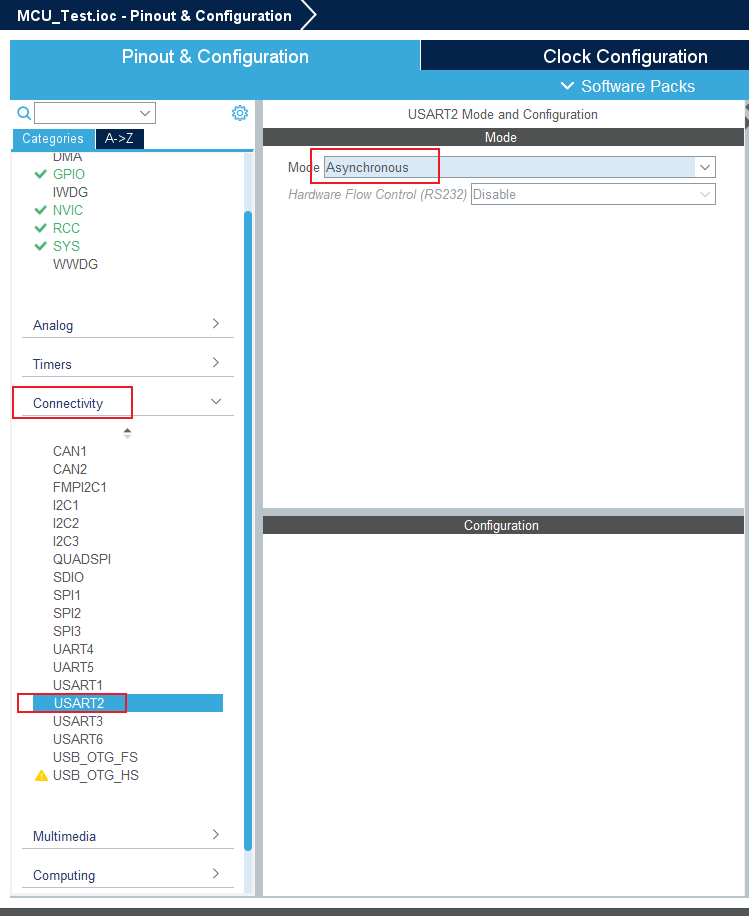 MCU_Test.ioc - Pinout & Configuration
Pinout & Configuration
Clock Configuration
Software Packs
Categories
A->Z
DMA
GPIO
IWDG
NVIC
RCC
SYS
WWDG
Analog
Timers
Connectivity
CAN1
CAN2
FMPI2C1
I2C1
I2C2
I2C3
QUADSPI
SDIO
SPI1
SPI2
SPI3
UART4
UART5
USART1
USART2
USART3
USART6
USB_OTG_FS
USB_OTG_HS
Multimedia
Computing
USART2 Mode and Configuration
Mode
Mode Asynchronous
Hardware Flow Control (RS232) Disable
Configuration